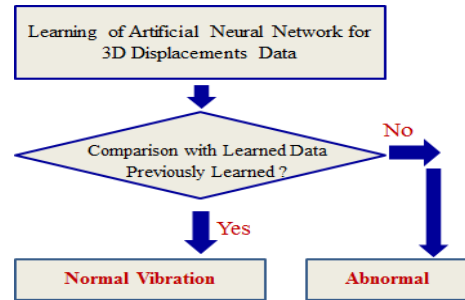 Learning of Artificial Neural Network for
3D Displacements Data
No
Comparison with Learned Data
Previously Learned ?
Yes
Normal Vibration
Abnormal